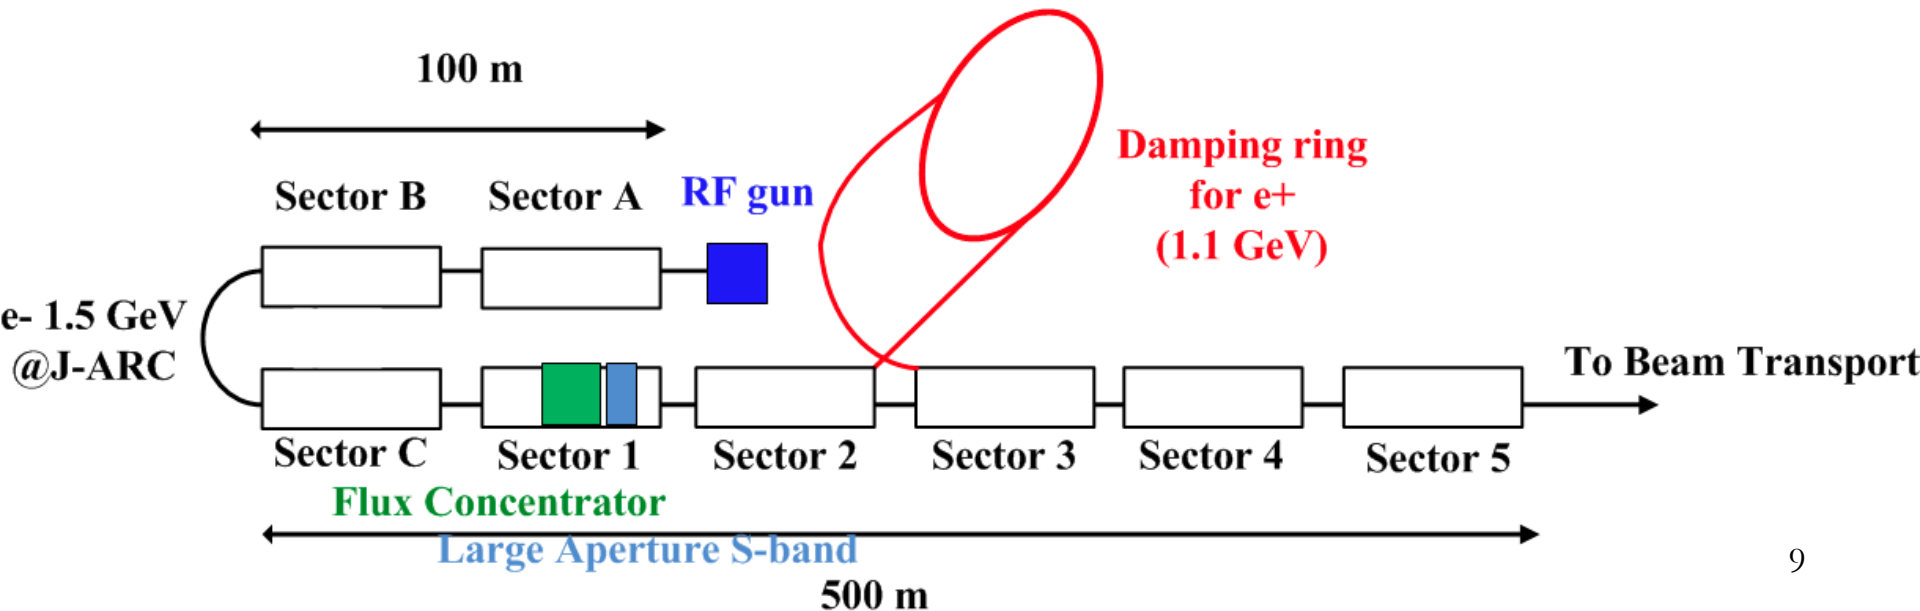 100 m
Sector B
Sector A
RF gun
Damping ring
for e+
(1.1 GeV)
e- 1.5 GeV
@J-ARC
To Beam Transport
Sector C
Sector 1
Sector 2
Sector 3
Sector 4
Sector 5
Flux Concentrator
Large Aperture S-band
500 m
9